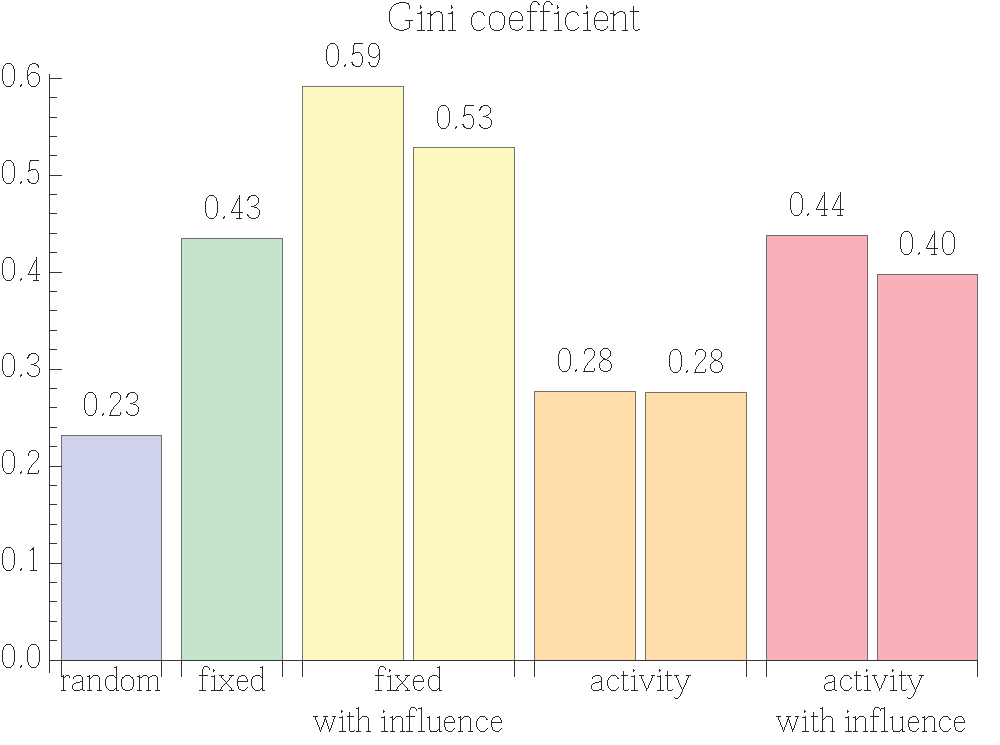 Gini coefficient
0.59
0.6
0.53
0.5
0.43
0.44
0.40
0.4
0.28
0.28
0.3
0.23
0.2
0.1
0.0
random
fixed
fixed
with influence
activity
activity
with influence